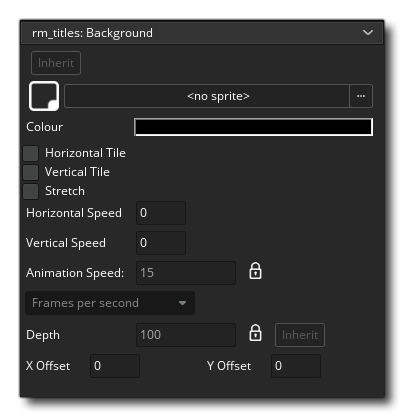 rm_titles: Background
Inherit
<no sprite> ...
Colour
Horizontal Tile
Vertical Tile
Stretch
Horizontal Speed 0
Vertical Speed 0
Animation Speed: 15
Frames per second
Depth 100 Inherit
X Offset 0 Y Offset 0